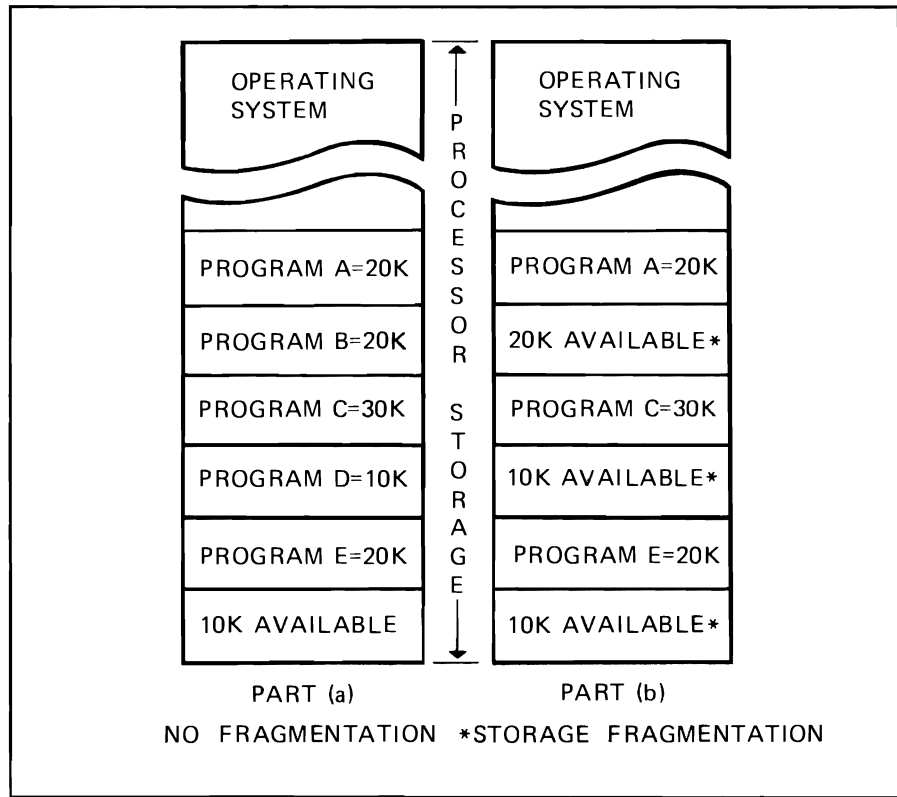 OPERATING
SYSTEM
PROGRAM A=20K
PROGRAM B=20K
PROGRAM C=30K
PROGRAM D=10K
PROGRAM E=20K
10K AVAILABLE
PART (a)
NO FRAGMENTATION
PROCESSOR STORAGE
OPERATING
SYSTEM
PROGRAM A=20K
20K AVAILABLE*
PROGRAM C=30K
10K AVAILABLE*
PROGRAM E=20K
10K AVAILABLE*
PART (b)
*STORAGE FRAGMENTATION